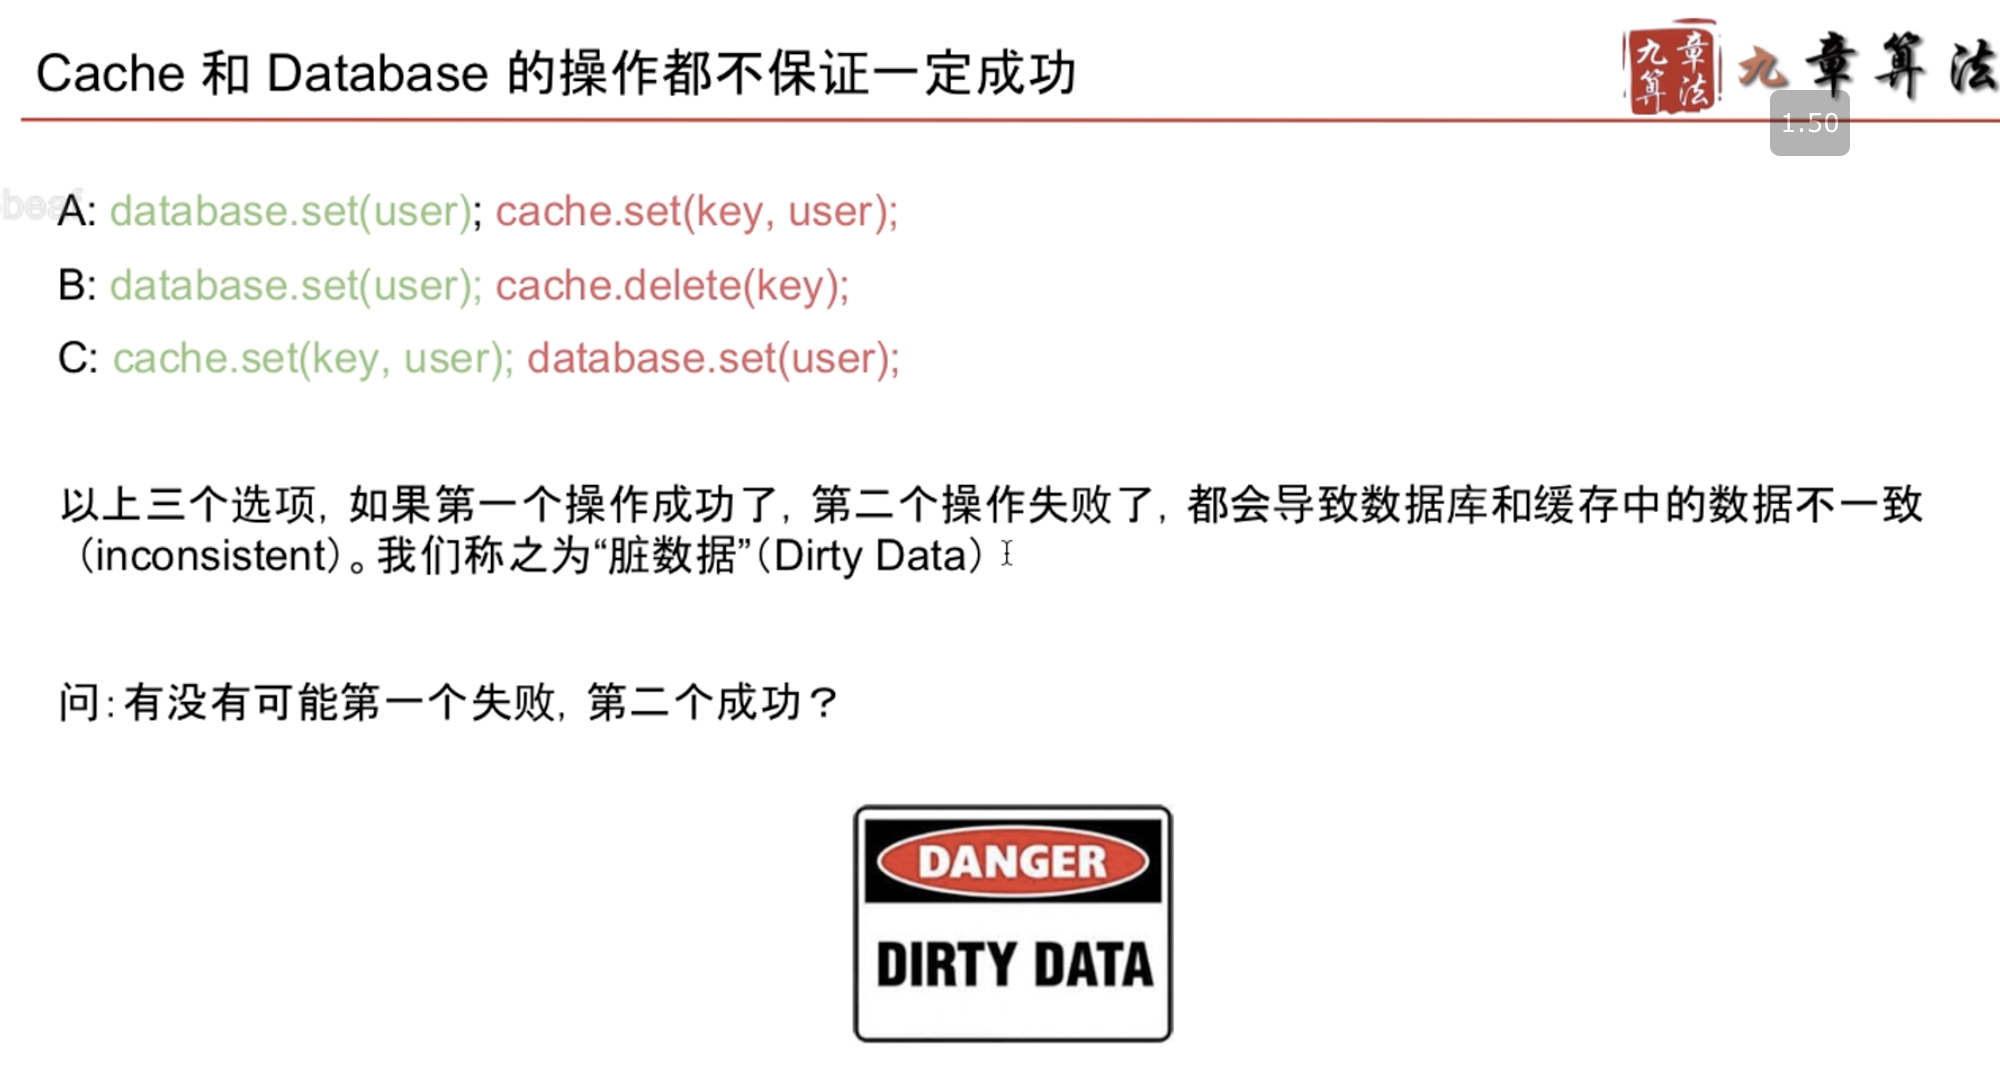 Cache 和 Database 的操作都不保证一定成功
九章算法
九章算法
1.50
A: database.set(user); cache.set(key, user);
B: database.set(user); cache.delete(key);
C: cache.set(key, user); database.set(user);
以上三个选项，如果第一个操作成功了，第二个操作失败了，都会导致数据库和缓存中的数据不一致
（inconsistent）。我们称之为“脏数据”（Dirty Data）
问：有没有可能第一个失败，第二个成功？
DANGER
DIRTY DATA